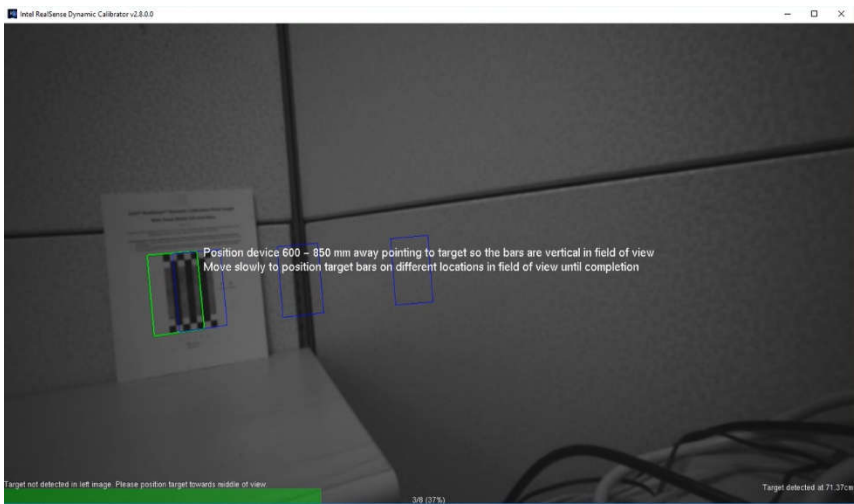 Intel RealSense Dynamic Calibrator v2.8.0.0
Position device 600 – 850 mm away pointing to target so the bars are vertical in field of view
Move slowly to position target bars on different locations in field of view until completion
Target not detected in left image. Please position target towards middle of view
Target detected at 71.37cm
3/8 (37%)